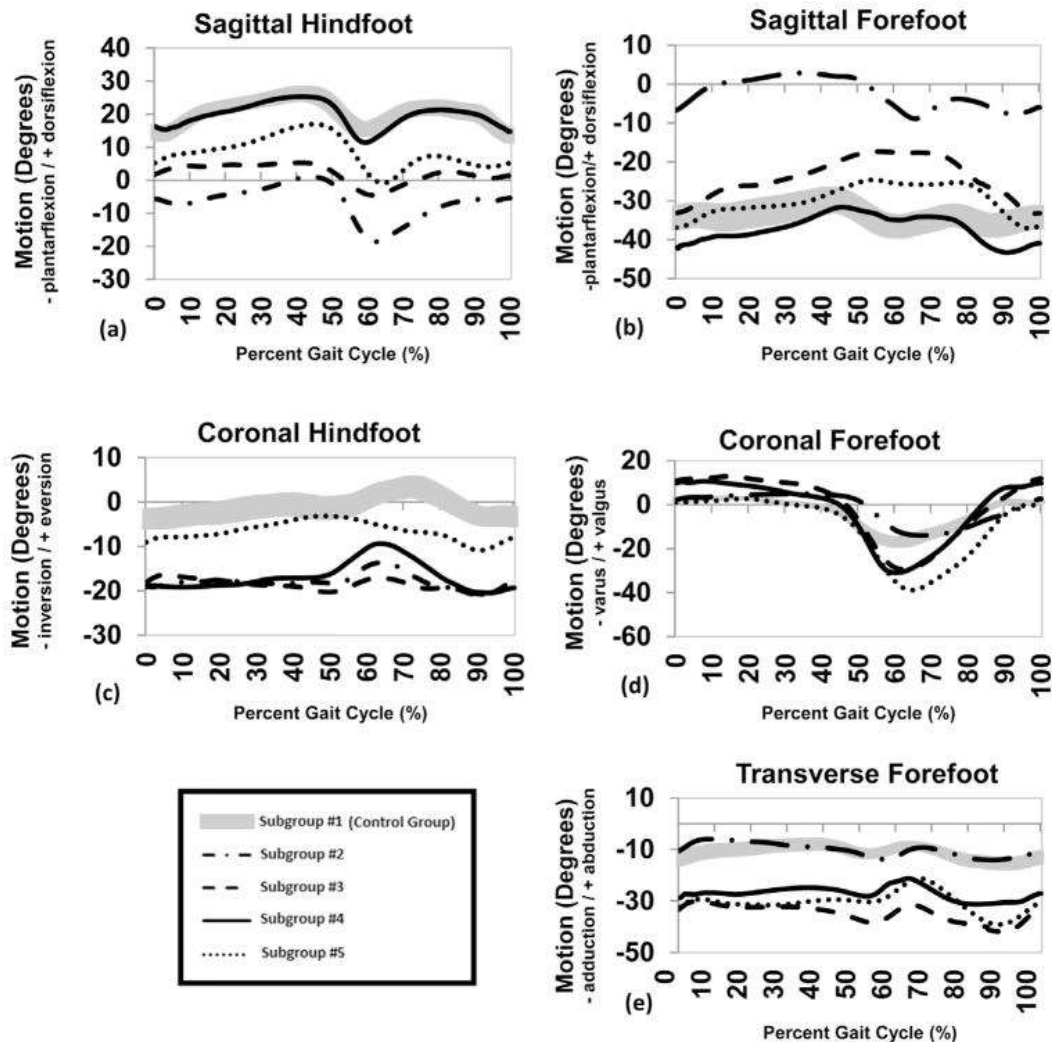 Sagittal Hindfoot
Motion (Degrees)
- plantarflexion / + dorsiflexion
40
30
20
10
0
-10
-20
-30
0 10 20 30 40 50 60 70 80 90 100
(a)
Percent Gait Cycle (%)
Sagittal Forefoot
Motion (Degrees)
-plantarflexion/+ dorsiflexion
10
0
-10
-20
-30
-40
-50
0 10 20 30 40 50 60 70 80 90 100
(b)
Percent Gait Cycle (%)
Coronal Hindfoot
Motion (Degrees)
- inversion / + eversion
10
0
-10
-20
-30
0 10 20 30 40 50 60 70 80 90 100
(c)
Percent Gait Cycle (%)
Coronal Forefoot
Motion (Degrees)
- varus / + valgus
20
0
-20
-40
-60
0 10 20 30 40 50 60 70 80 90 100
(d)
Percent Gait Cycle (%)
Subgroup #1 (Control Group)
Subgroup #2
Subgroup #3
Subgroup #4
Subgroup #5
Transverse Forefoot
Motion (Degrees)
- adduction / + abduction
10
-10
-30
-50
0 10 20 30 40 50 60 70 80 90 100
(e)
Percent Gait Cycle (%)